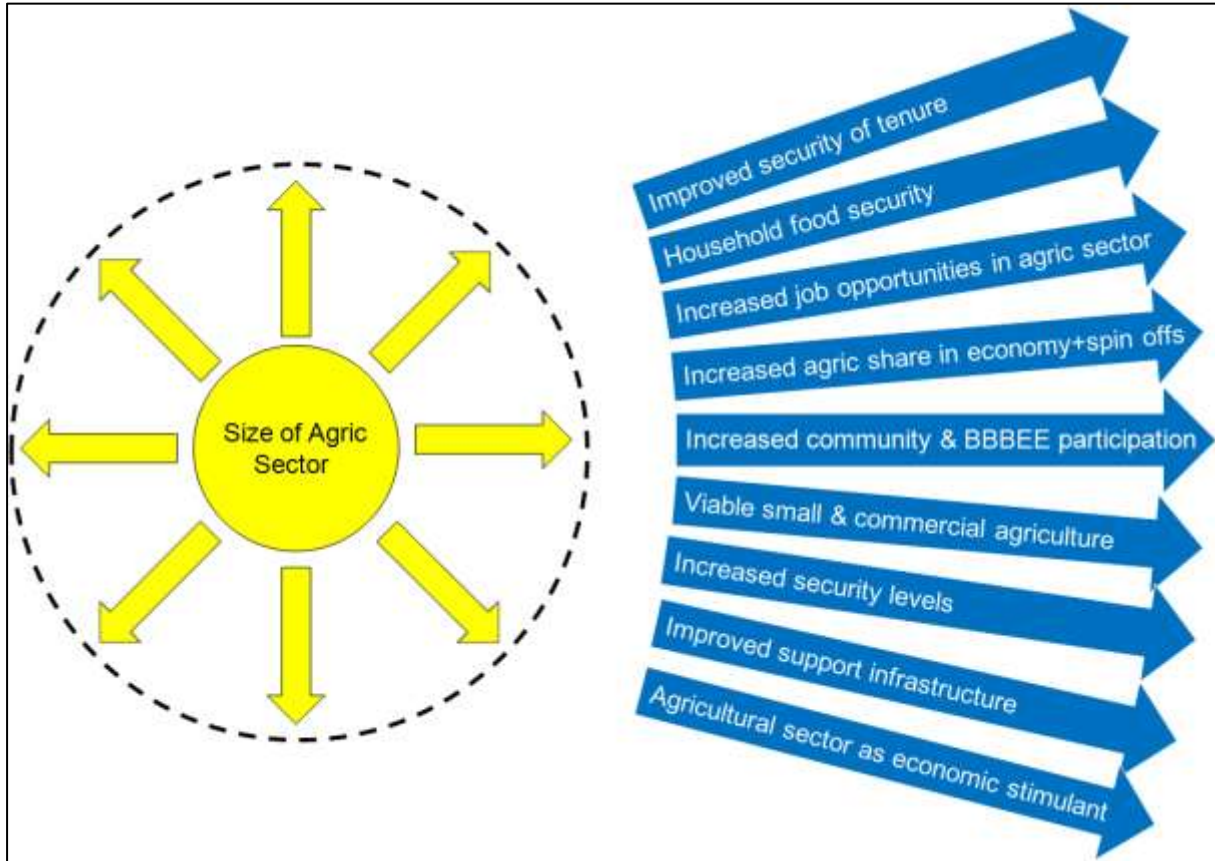 Size of Agric
Sector
Improved security of tenure
Household food security
Increased job opportunities in agric sector
Increased agric share in economy+spin offs
Increased community & BBBEE participation
Viable small & commercial agriculture
Increased security levels
Improved support infrastructure
Agricultural sector as economic stimulant